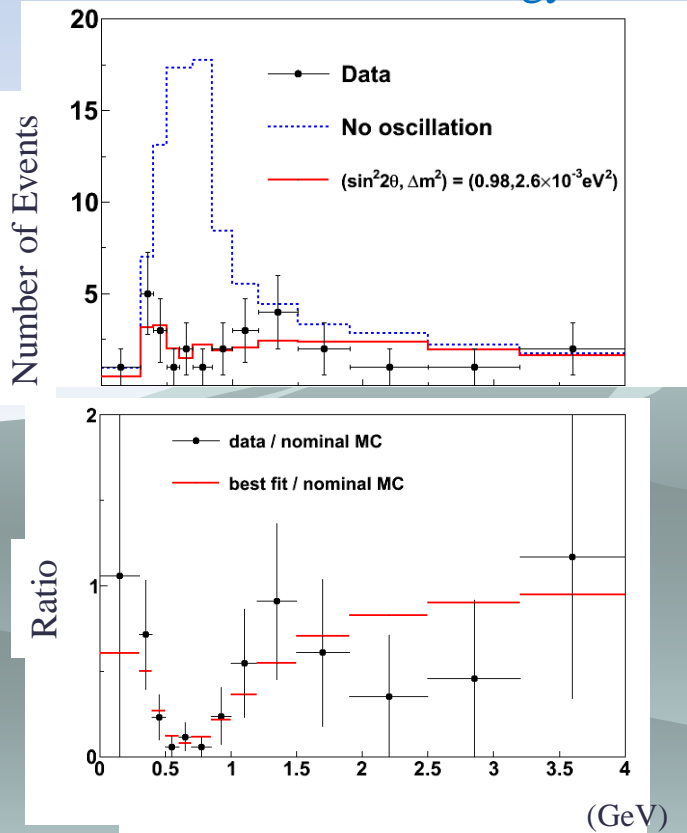 20
15
10
5
Number of Events
Data
No oscillation
(sin²2θ, Δm²) = (0.98,2.6×10⁻³eV²)
2
1
0
Ratio
data / nominal MC
best fit / nominal MC
0 0.5 1 1.5 2 2.5 3 3.5 4
(GeV)